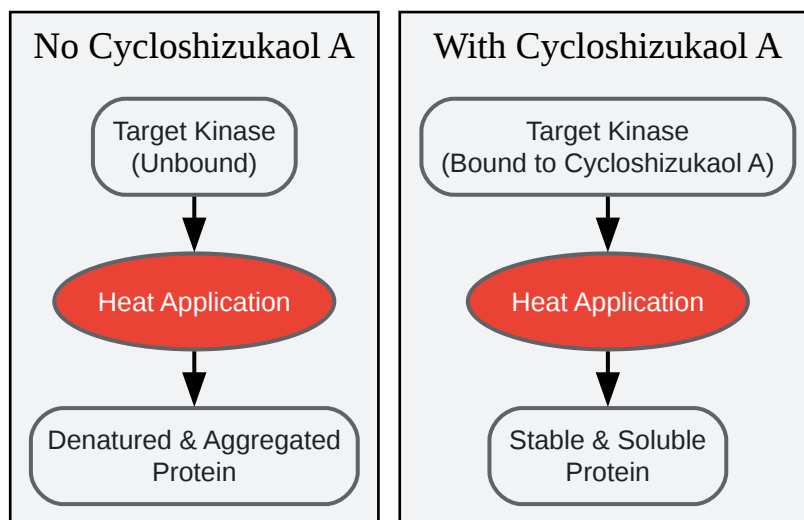 No Cycloshizukaol A
Target Kinase
(Unbound)
Heat Application
Denatured & Aggregated
Protein
With Cycloshizukaol A
Target Kinase
(Bound to Cycloshizukaol A)
Heat Application
Stable & Soluble
Protein